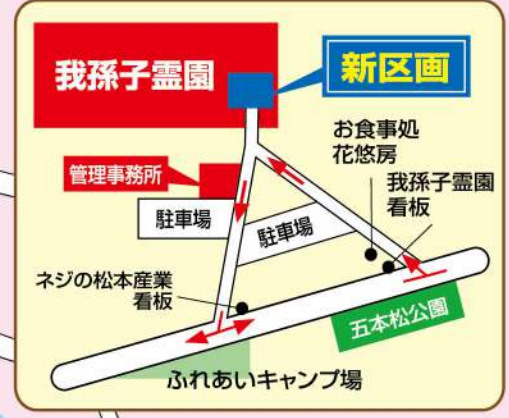 我孫子霊園
新区画
お食事処
花悠房
管理事務所
我孫子霊園
看板
駐車場
駐車場
ネジの松本産業
看板
五本松公園
ふれあいキャンプ場